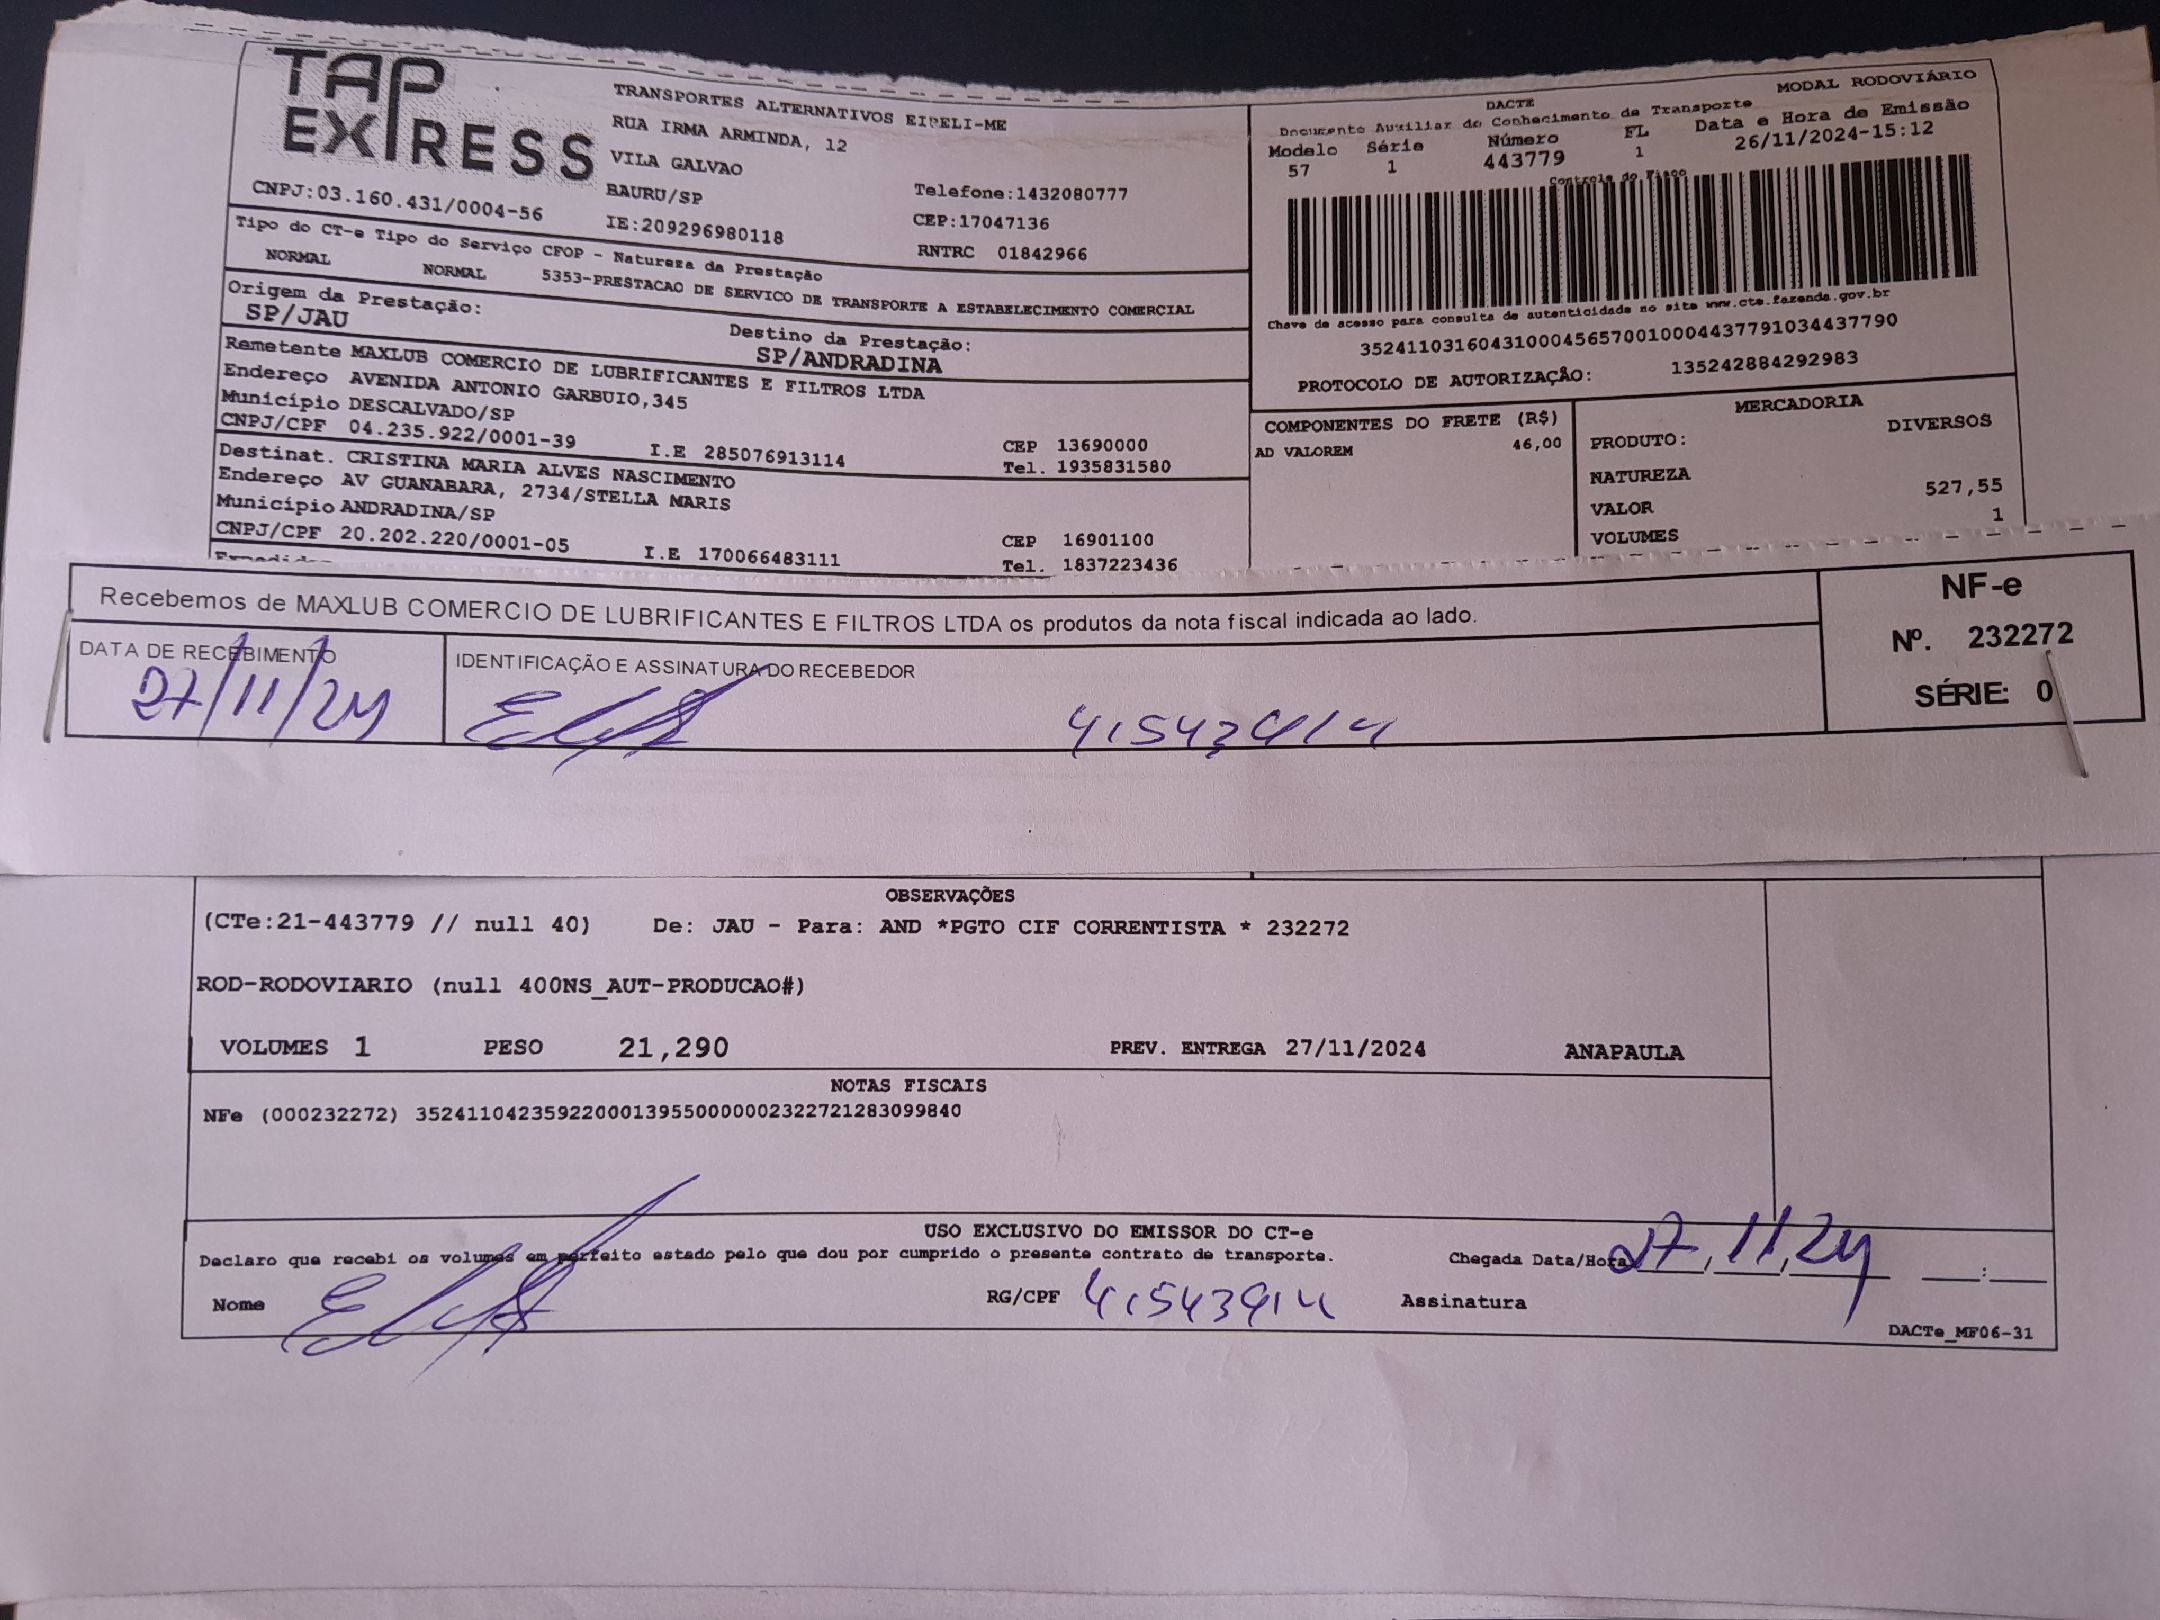 TAP
EXPRESS
TRANSPORTES ALTERNATIVOS EIRELI-ME
RUA IRMA ARMINDA, 12
VILA GALVAO
BAURU/SP
Telefone:1432080777
CNPJ:03.160.431/0004-56
IE:209296980118
CEP:17047136
RNTRC 01842966
MODAL RODOVIÁRIO
DACTE
Documento Auxiliar do Conhecimento de Transporte
Modelo Série Número FL Data e Hora de Emissão
57 1 443779 1 26/11/2024-15:12
Controle do Fisco
Tipo do CT-e Tipo do Serviço CFOP - Natureza da Prestação
NORMAL NORMAL 5353-PRESTACAO DE SERVICO DE TRANSPORTE A ESTABELECIMENTO COMERCIAL
Origem da Prestação: Destino da Prestação:
SP/JAU SP/ANDRADINA
Chave de acesso para consulta de autenticidade no site www.cte.fazenda.gov.br
35241103160431000456570010004437791034437790
PROTOCOLO DE AUTORIZAÇÃO: 135242884292983
Remetente MAXLUB COMERCIO DE LUBRIFICANTES E FILTROS LTDA
Endereço AVENIDA ANTONIO GARBUIO,345
Município DESCALVADO/SP CEP 13690000
CNPJ/CPF 04.235.922/0001-39 I.E 285076913114 Tel. 1935831580
Destinat. CRISTINA MARIA ALVES NASCIMENTO
Endereço AV GUANABARA, 2734/STELLA MARIS
Município ANDRADINA/SP CEP 16901100
CNPJ/CPF 20.202.220/0001-05 I.E 170066483111 Tel. 1837223436
COMPONENTES DO FRETE (R$)
AD VALOREM 46,00
MERCADORIA
PRODUTO: DIVERSOS
NATUREZA
VALOR 527,55
VOLUMES 1
Recebemos de MAXLUB COMERCIO DE LUBRIFICANTES E FILTROS LTDA os produtos da nota fiscal indicada ao lado.
NF-e
Nº. 232272
SÉRIE: 0
DATA DE RECEBIMENTO IDENTIFICAÇÃO E ASSINATURA DO RECEBEDOR
27/11/24
OBSERVAÇÕES
(CTe:21-443779 // null 40) De: JAU - Para: AND *PGTO CIF CORRENTISTA * 232272
ROD-RODOVIARIO (null 400NS_AUT-PRODUCAO#)
VOLUMES 1 PESO 21,290 PREV. ENTREGA 27/11/2024 ANAPAULA
NOTAS FISCAIS
NFe (000232272) 35241104235922000139550000002322721283099840
USO EXCLUSIVO DO EMISSOR DO CT-e
Declaro que recebi os volumes em perfeito estado pelo que dou por cumprido o presente contrato de transporte. Chegada Data/Hora 27, 11, 24 :
Nome RG/CPF Assinatura
DACTe_MF06-31